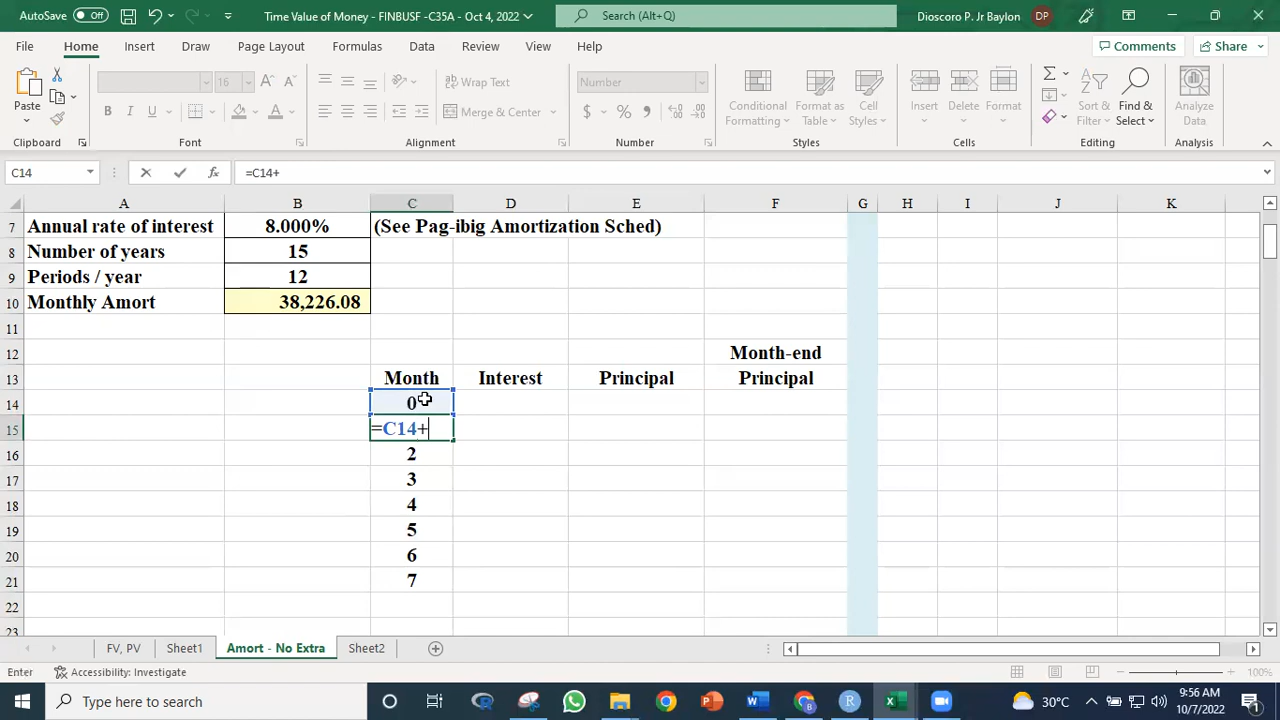 AutoSave Off Time Value of Money - FINBUSF -C35A - Oct 4, 2022 Search (Alt+Q) Dioscoro P. Jr Baylon DP
File Home Insert Draw Page Layout Formulas Data Review View Help Comments Share
Paste 16 Wrap Text Number Conditional Formatting Format as Table Cell Styles Insert Delete Format Sort & Filter Find & Select Analyze Data
B I U A Merge & Center $ %
Clipboard Font Alignment Number Styles Cells Editing Analysis
C14 fx =C14+
A B C D E F G H I J K
7 Annual rate of interest 8.000% (See Pag-ibig Amortization Sched)
8 Number of years 15
9 Periods / year 12
10 Monthly Amort 38,226.08
11
12 Month-end
13 Month Interest Principal Principal
14 0
15 =C14+
16 2
17 3
18 4
19 5
20 6
21 7
22
23
FV, PV Sheet1 Amort - No Extra Sheet2
Enter Accessibility: Investigate 100%
Type here to search 30°C 9:56 AM
10/7/2022